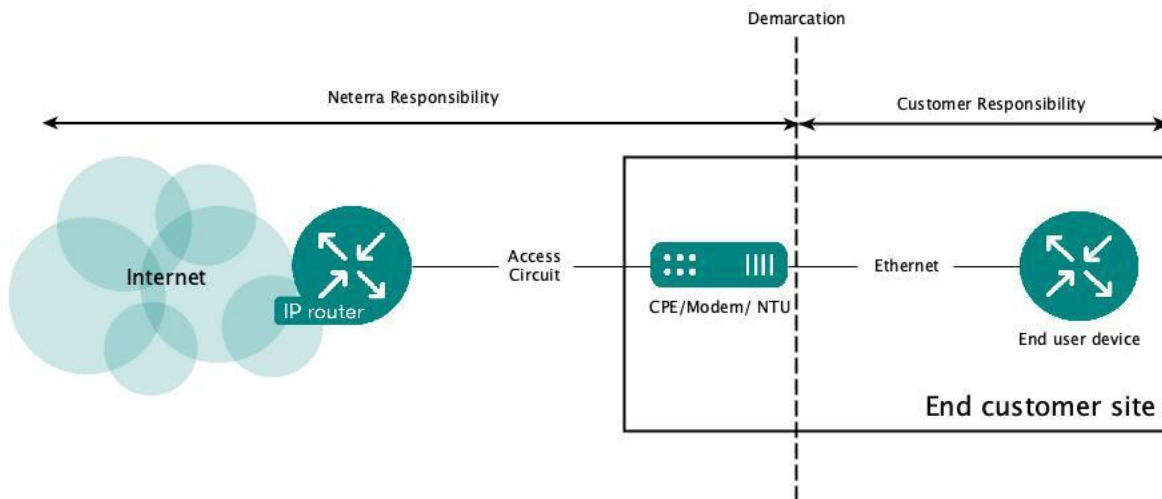 Demarcation
Neterra Responsibility
Customer Responsibility
Internet
IP router
Access
Circuit
CPE/Modem/ NTU
Ethernet
End user device
End customer site